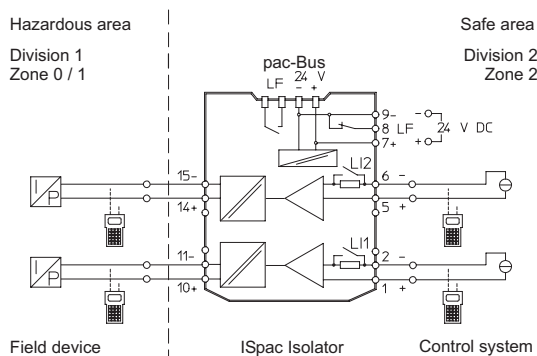 Hazardous area
Safe area
Division 1
Zone 0 / 1
Division 2
Zone 2
pac-Bus
LF 24 V
- +
9- - 24 V DC
8 LF
7+ +
LI2
15- 6 -
I
P
14+ 5 +
LI1
11- 2 -
I
P
10+ 1 +
Field device
ISpac Isolator
Control system